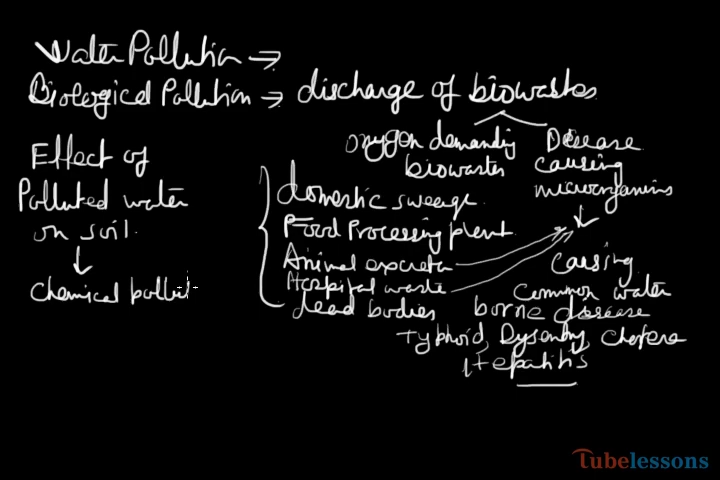 Water Pollution →
Biological Pollution → discharge of biowastes
oxygen demanding biowastes
Disease causing microorganisms
Effect of
Polluted water
on soil
↓
Chemical pollut
domestic sweage
Food Processing plant
Animal excreta
Hospital waste
dead bodies
↓
causing
common water
borne disease
Typhoid, Dysentry, cholera
Hepatitis
Tubelessons